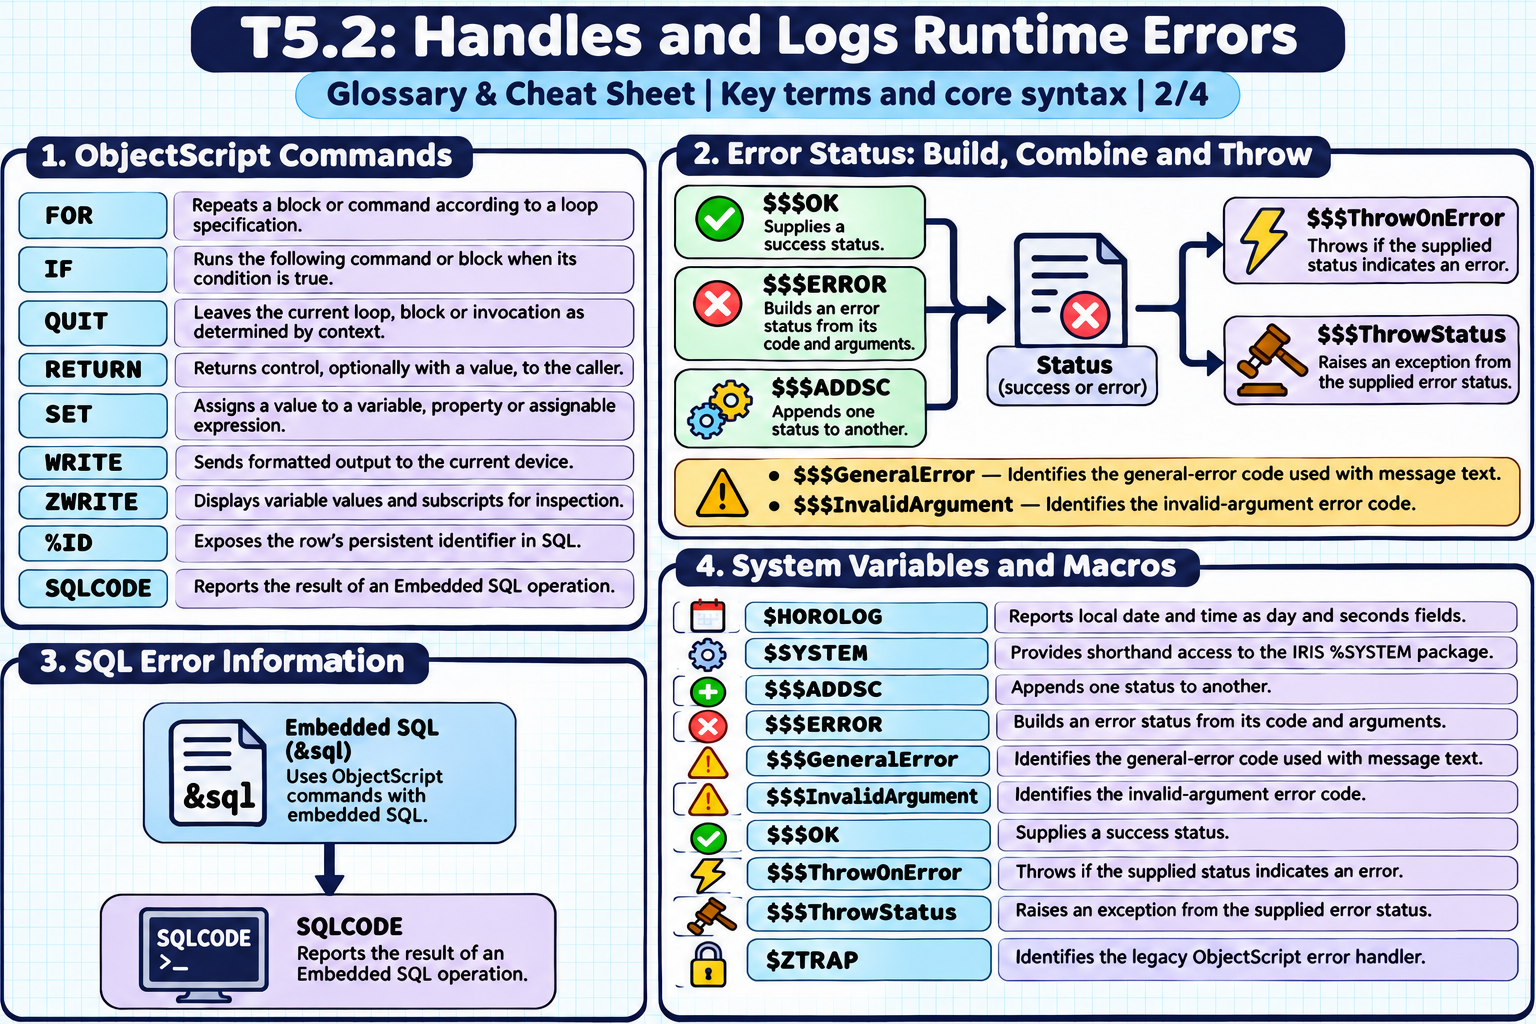 T5.2: Handles and Logs Runtime Errors
Glossary & Cheat Sheet | Key terms and core syntax | 2/4
1. ObjectScript Commands
FOR
Repeats a block or command according to a loop
specification.
IF
Runs the following command or block when its
condition is true.
QUIT
Leaves the current loop, block or invocation as
determined by context.
RETURN
Returns control, optionally with a value, to the caller.
SET
Assigns a value to a variable, property or assignable
expression.
WRITE
Sends formatted output to the current device.
ZWRITE
Displays variable values and subscripts for inspection.
%ID
Exposes the row's persistent identifier in SQL.
SQLCODE
Reports the result of an Embedded SQL operation.
2. Error Status: Build, Combine and Throw
$$$OK
Supplies a
success status.
$$$ERROR
Builds an error
status from its
code and arguments.
$$$ADDSC
Appends one
status to another.
Status
(success or error)
$$$ThrowOnError
Throws if the supplied
status indicates an error.
$$$ThrowStatus
Raises an exception from
the supplied error status.
• $$$GeneralError — Identifies the general-error code used with message text.
• $$$InvalidArgument — Identifies the invalid-argument error code.
3. SQL Error Information
&sql
Embedded SQL
(&sql)
Uses ObjectScript
commands with
embedded SQL.
SQLCODE
>_
SQLCODE
Reports the result of an
Embedded SQL operation.
4. System Variables and Macros
$HOROLOG
Reports local date and time as day and seconds fields.
$SYSTEM
Provides shorthand access to the IRIS %SYSTEM package.
$$$ADDSC
Appends one status to another.
$$$ERROR
Builds an error status from its code and arguments.
$$$GeneralError
Identifies the general-error code used with message text.
$$$InvalidArgument
Identifies the invalid-argument error code.
$$$OK
Supplies a success status.
$$$ThrowOnError
Throws if the supplied status indicates an error.
$$$ThrowStatus
Raises an exception from the supplied error status.
$ZTRAP
Identifies the legacy ObjectScript error handler.